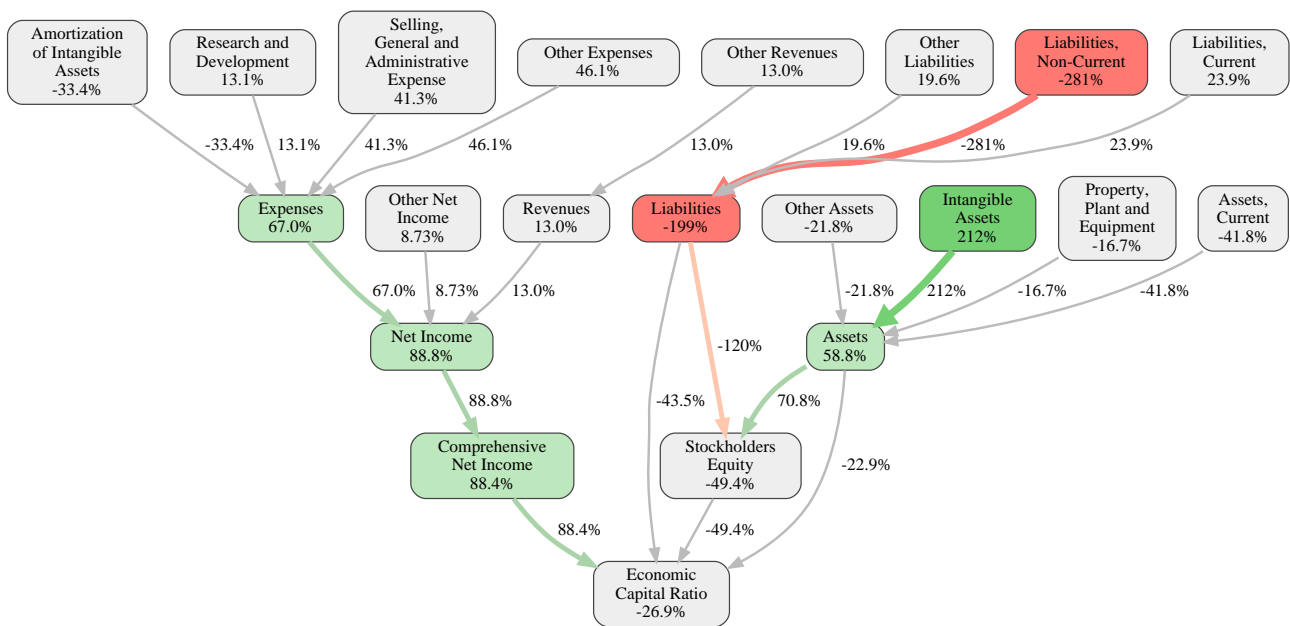 Amortization
of Intangible
Assets
-33.4%
Research and
Development
13.1%
Selling,
General and
Administrative
Expense
41.3%
Other Expenses
46.1%
Other Revenues
13.0%
Other
Liabilities
19.6%
Liabilities,
Non-Current
-281%
Liabilities,
Current
23.9%
-33.4%
13.1%
41.3%
46.1%
13.0%
19.6%
-281%
23.9%
Expenses
67.0%
Other Net
Income
8.73%
Revenues
13.0%
Liabilities
-199%
Other Assets
-21.8%
Intangible
Assets
212%
Property,
Plant and
Equipment
-16.7%
Assets,
Current
-41.8%
67.0%
8.73%
13.0%
-21.8%
212%
-16.7%
-41.8%
Net Income
88.8%
-120%
Assets
58.8%
88.8%
-43.5%
70.8%
Comprehensive
Net Income
88.4%
Stockholders
Equity
-49.4%
-22.9%
88.4%
-49.4%
Economic
Capital Ratio
-26.9%